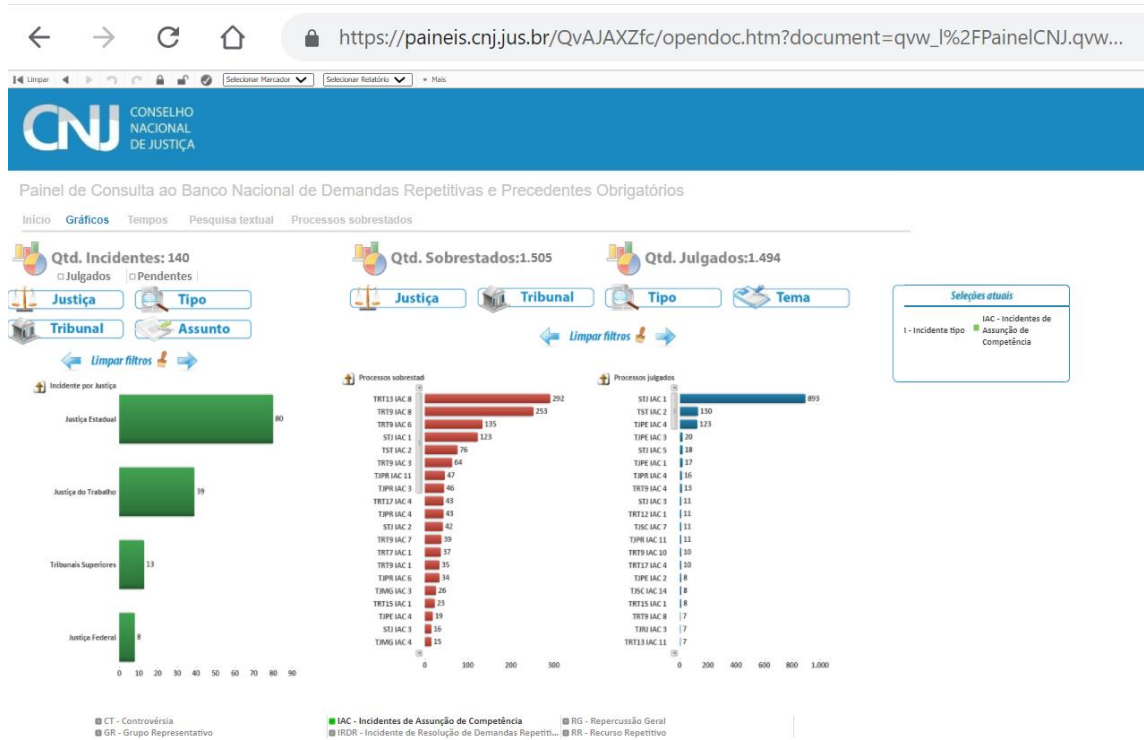 https://paineis.cnj.jus.br/QvAJAXZfc/opendoc.htm?document=qvw_l%2FPainelCNJ.qvw...
Limpar Selecionar Marcador Selecionar Relatório Mais
CNJ CONSELHO
NACIONAL
DE JUSTIÇA
Painel de Consulta ao Banco Nacional de Demandas Repetitivas e Precedentes Obrigatórios
Início Gráficos Tempos Pesquisa textual Processos sobrestados
Qtd. Incidentes: 140
Julgados Pendentes
Justiça Tipo
Tribunal Assunto
Limpar filtros
Incidente por Justiça
Justiça Estadual 80
Justiça do Trabalho 39
Tribunais Superiores 13
Justiça Federal 8
0 10 20 30 40 50 60 70 80 90
Qtd. Sobrestados:1.505
Qtd. Julgados:1.494
Justiça Tribunal Tipo Tema
Limpar filtros
Processos sobrestad
TRT13 IAC 8 292
TRT9 IAC 8 253
TRT9 IAC 6 135
STJ IAC 1 123
TST IAC 2 76
TRT9 IAC 3 64
TJPR IAC 11 47
TJPR IAC 3 46
TRT17 IAC 4 43
TJPR IAC 4 43
STJ IAC 2 42
TRT9 IAC 7 39
TRT7 IAC 1 37
TRT9 IAC 1 35
TJPR IAC 6 34
TJMG IAC 3 26
TRT15 IAC 1 23
TJPE IAC 4 19
STJ IAC 3 16
TJMG IAC 4 15
0 100 200 300
Processos julgados
STJ IAC 1 893
TST IAC 2 130
TJPE IAC 4 123
TJPE IAC 3 20
STJ IAC 5 18
TJPE IAC 1 17
TJPR IAC 4 16
TRT9 IAC 4 13
STJ IAC 3 11
TRT12 IAC 1 11
TJSC IAC 7 11
TJPR IAC 11 11
TRT9 IAC 10 10
TRT17 IAC 4 10
TJPE IAC 2 8
TJSC IAC 14 8
TRT15 IAC 1 8
TRT9 IAC 8 7
TJRJ IAC 3 7
TRT13 IAC 11 7
0 200 400 600 800 1.000
Seleções atuais
- Incidente tipo IAC - Incidentes de
Assunção de
Competência
CT - Controvérsia IAC - Incidentes de Assunção de Competência RG - Repercussão Geral
GR - Grupo Representativo IRDR - Incidente de Resolução de Demandas Repetiti... RR - Recurso Repetitivo